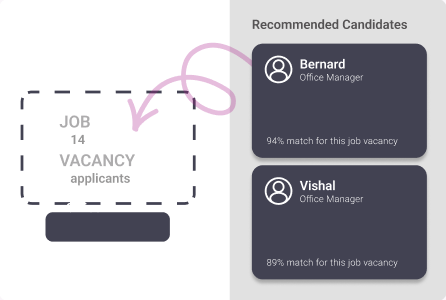 JOB
14
VACANCY
applicants
Recommended Candidates
Bernard
Office Manager
94% match for this job vacancy
Vishal
Office Manager
89% match for this job vacancy